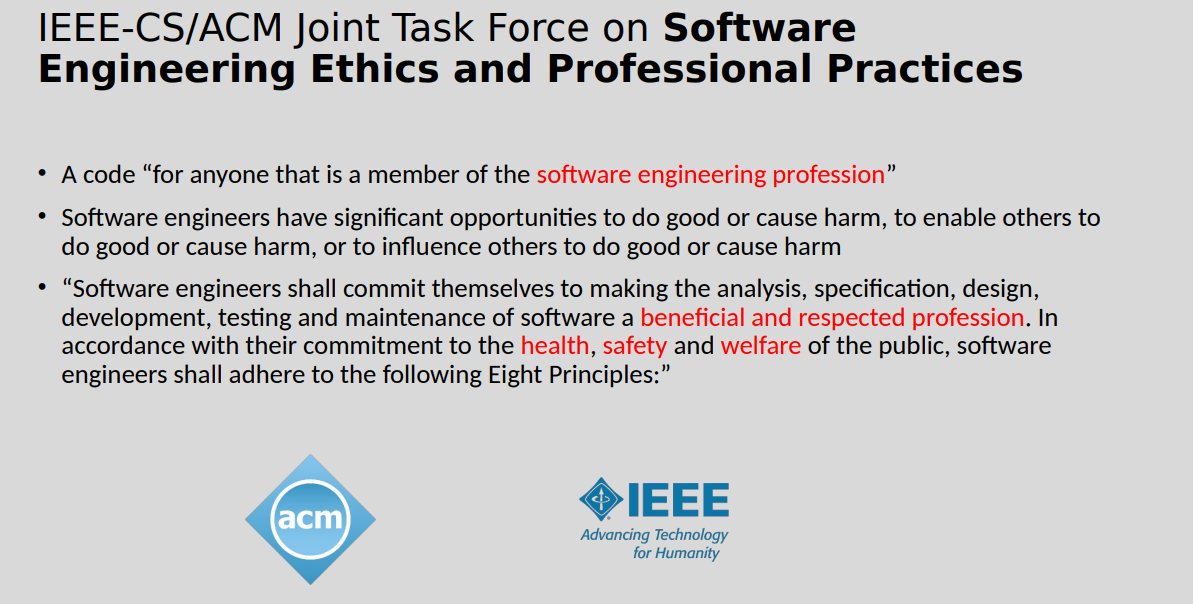 IEEE-CS/ACM Joint Task Force on Software
Engineering Ethics and Professional Practices
• A code “for anyone that is a member of the software engineering profession”
• Software engineers have significant opportunities to do good or cause harm, to enable others to
do good or cause harm, or to influence others to do good or cause harm
• “Software engineers shall commit themselves to making the analysis, specification, design,
development, testing and maintenance of software a beneficial and respected profession. In
accordance with their commitment to the health, safety and welfare of the public, software
engineers shall adhere to the following Eight Principles:”
acm
IEEE
Advancing Technology
for Humanity